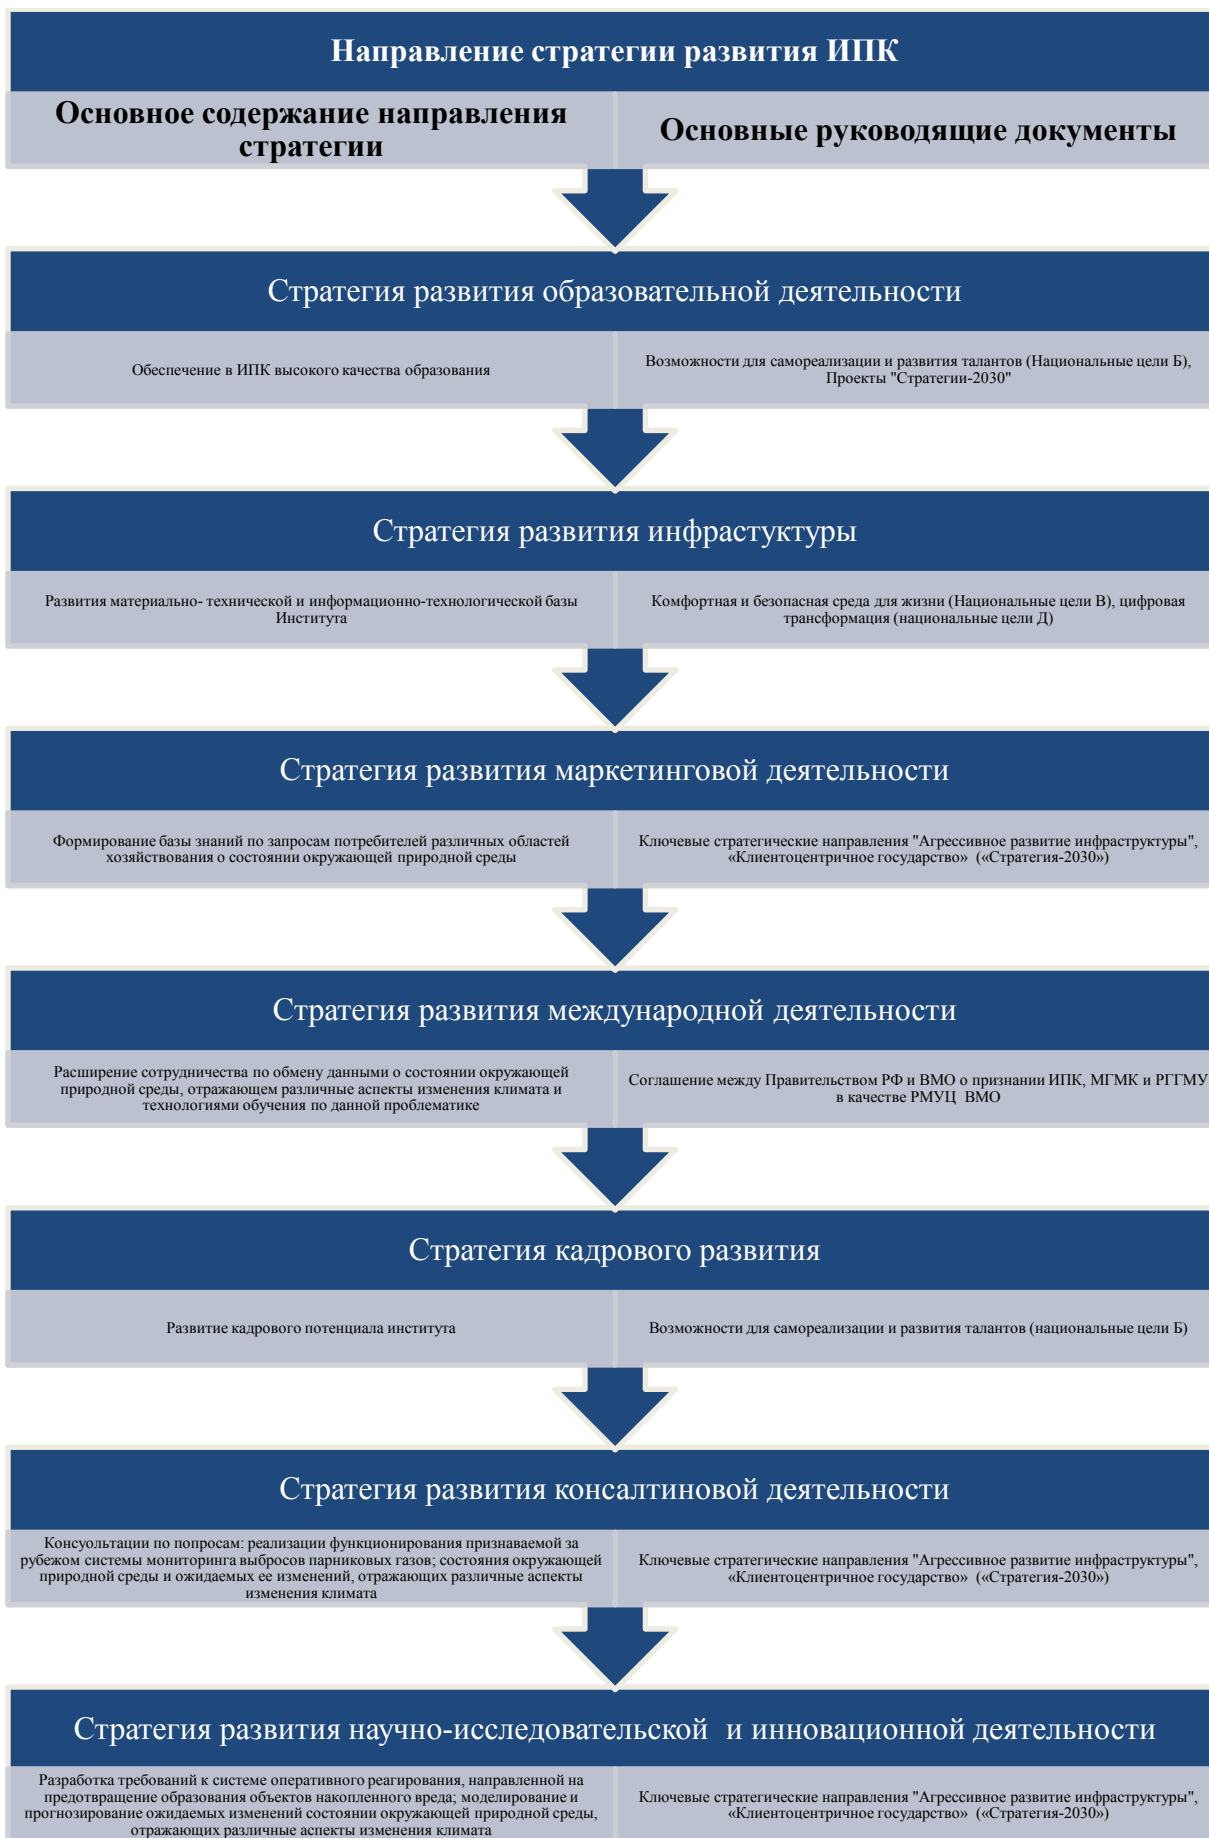 Направление стратегии развития ИПК
Основное содержание направления
стратегии
Основные руководящие документы
Стратегия развития образовательной деятельности
Обеспечение в ИПК высокого качества образования
Возможности для самореализации и развития талантов (Национальные цели Б),
Проекты "Стратегии-2030"
Стратегия развития инфрастуктуры
Развития материально- технической и информационно-технологической базы
Института
Комфортная и безопасная среда для жизни (Национальные цели В), цифровая
трансформация (национальные цели Д)
Стратегия развития маркетинговой деятельности
Формирование базы знаний по запросам потребителей различных областей
хозяйствования о состоянии окружающей природной среды
Ключевые стратегические направления "Агрессивное развитие инфраструктуры",
«Клиентоцентричное государство» («Стратегия-2030»)
Стратегия развития международной деятельности
Расширение сотрудничества по обмену данными о состоянии окружающей
природной среды, отражающем различные аспекты изменения климата и
технологиями обучения по данной проблематике
Соглашение между Правительством РФ и ВМО о признании ИПК, МГМК и РГГМУ
в качестве РМУЦ ВМО
Стратегия кадрового развития
Развитие кадрового потенциала института
Возможности для самореализации и развития талантов (национальные цели Б)
Стратегия развития консалтиновой деятельности
Консуольтации по попросам: реализации функционирования признаваемой за
рубежом системы мониторинга выбросов парниковых газов; состояния окружающей
природной среды и ожидаемых ее изменений, отражающих различные аспекты
изменения климата
Ключевые стратегические направления "Агрессивное развитие инфраструктуры",
«Клиентоцентричное государство» («Стратегия-2030»)
Стратегия развития научно-исследовательской и инновационной деятельности
Разработка требований к системе оперативного реагирования, направленной на
предотвращение образования объектов накопленного вреда; моделирование и
прогнозирование ожидаемых изменений состоянии окружающей природной среды,
отражающих различные аспекты изменения климата
Ключевые стратегические направления "Агрессивное развитие инфраструктуры",
«Клиентоцентричное государство» («Стратегия-2030»)